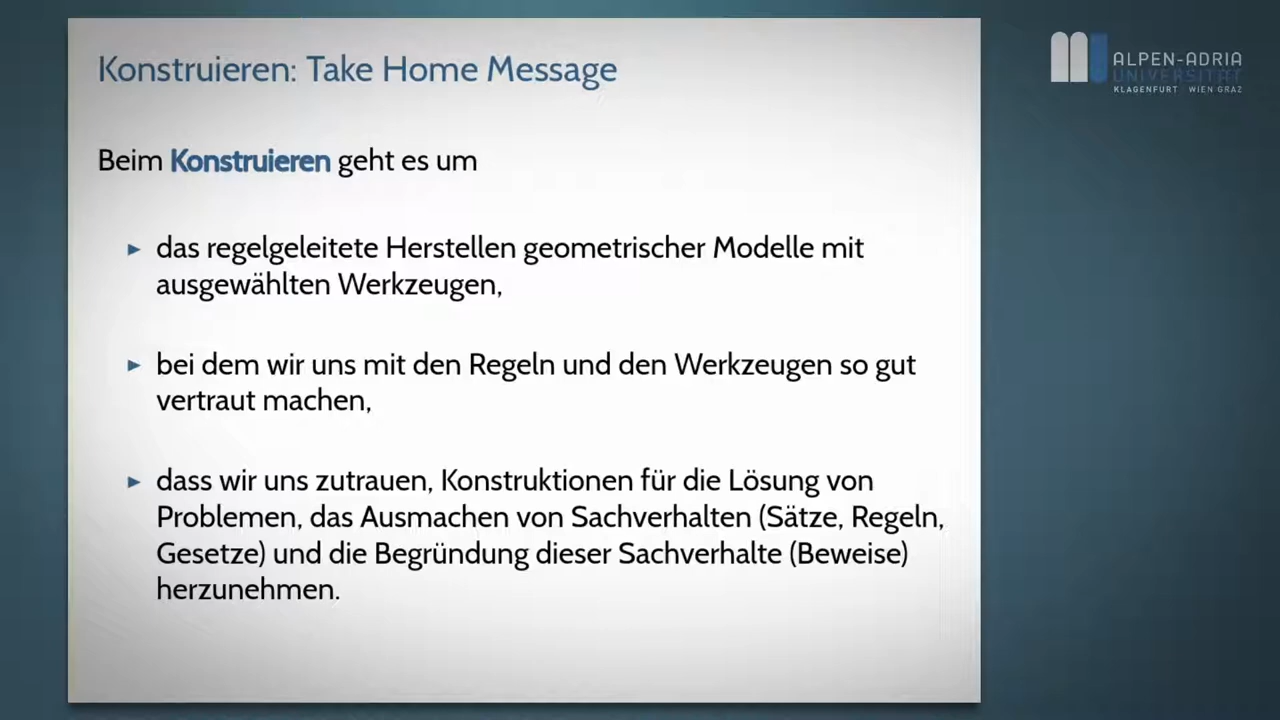 Konstruieren: Take Home Message
ALPEN-ADRIA
UNIVERSITÄT
KLAGENFURT WIEN GRAZ
Beim Konstruieren geht es um
▸ das regelgeleitete Herstellen geometrischer Modelle mit
ausgewählten Werkzeugen,
▸ bei dem wir uns mit den Regeln und den Werkzeugen so gut
vertraut machen,
▸ dass wir uns zutrauen, Konstruktionen für die Lösung von
Problemen, das Ausmachen von Sachverhalten (Sätze, Regeln,
Gesetze) und die Begründung dieser Sachverhalte (Beweise)
herzunehmen.